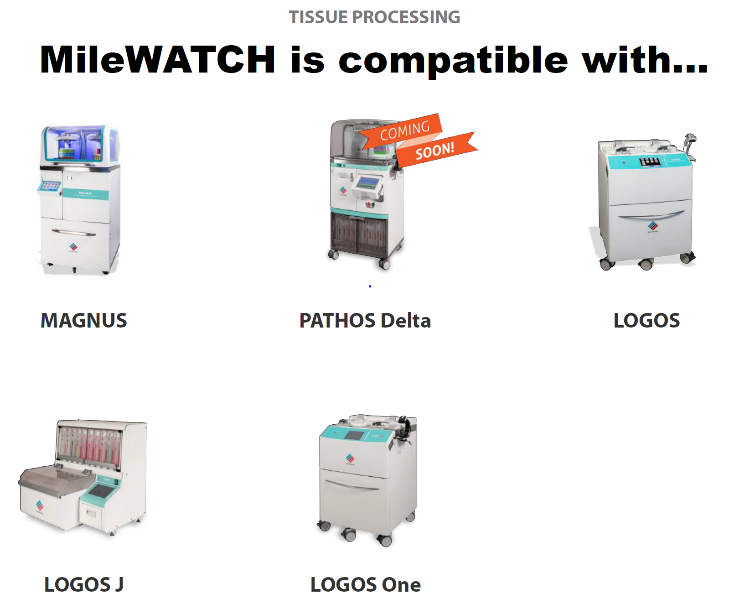 TISSUE PROCESSING
MileWATCH is compatible with...
COMING
SOON!
MAGNUS
PATHOS Delta
LOGOS
LOGOS J
LOGOS One